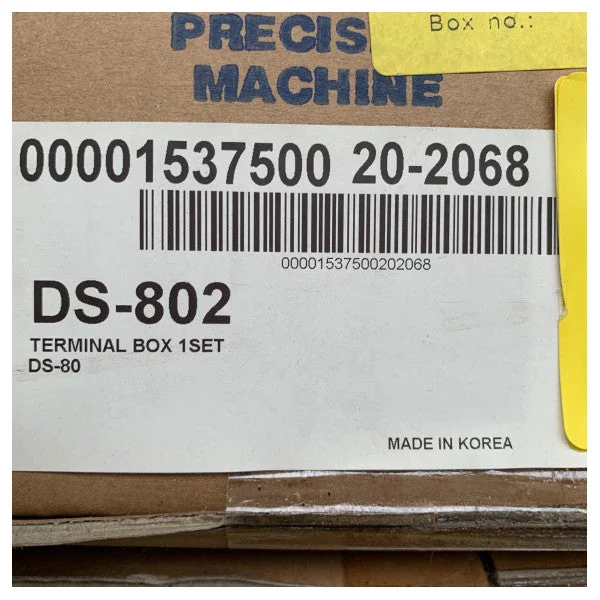 PRECIS
MACHINE
Box no.:
00001537500 20-2068
00001537500202068
DS-802
TERMINAL BOX 1SET
DS-80
MADE IN KOREA